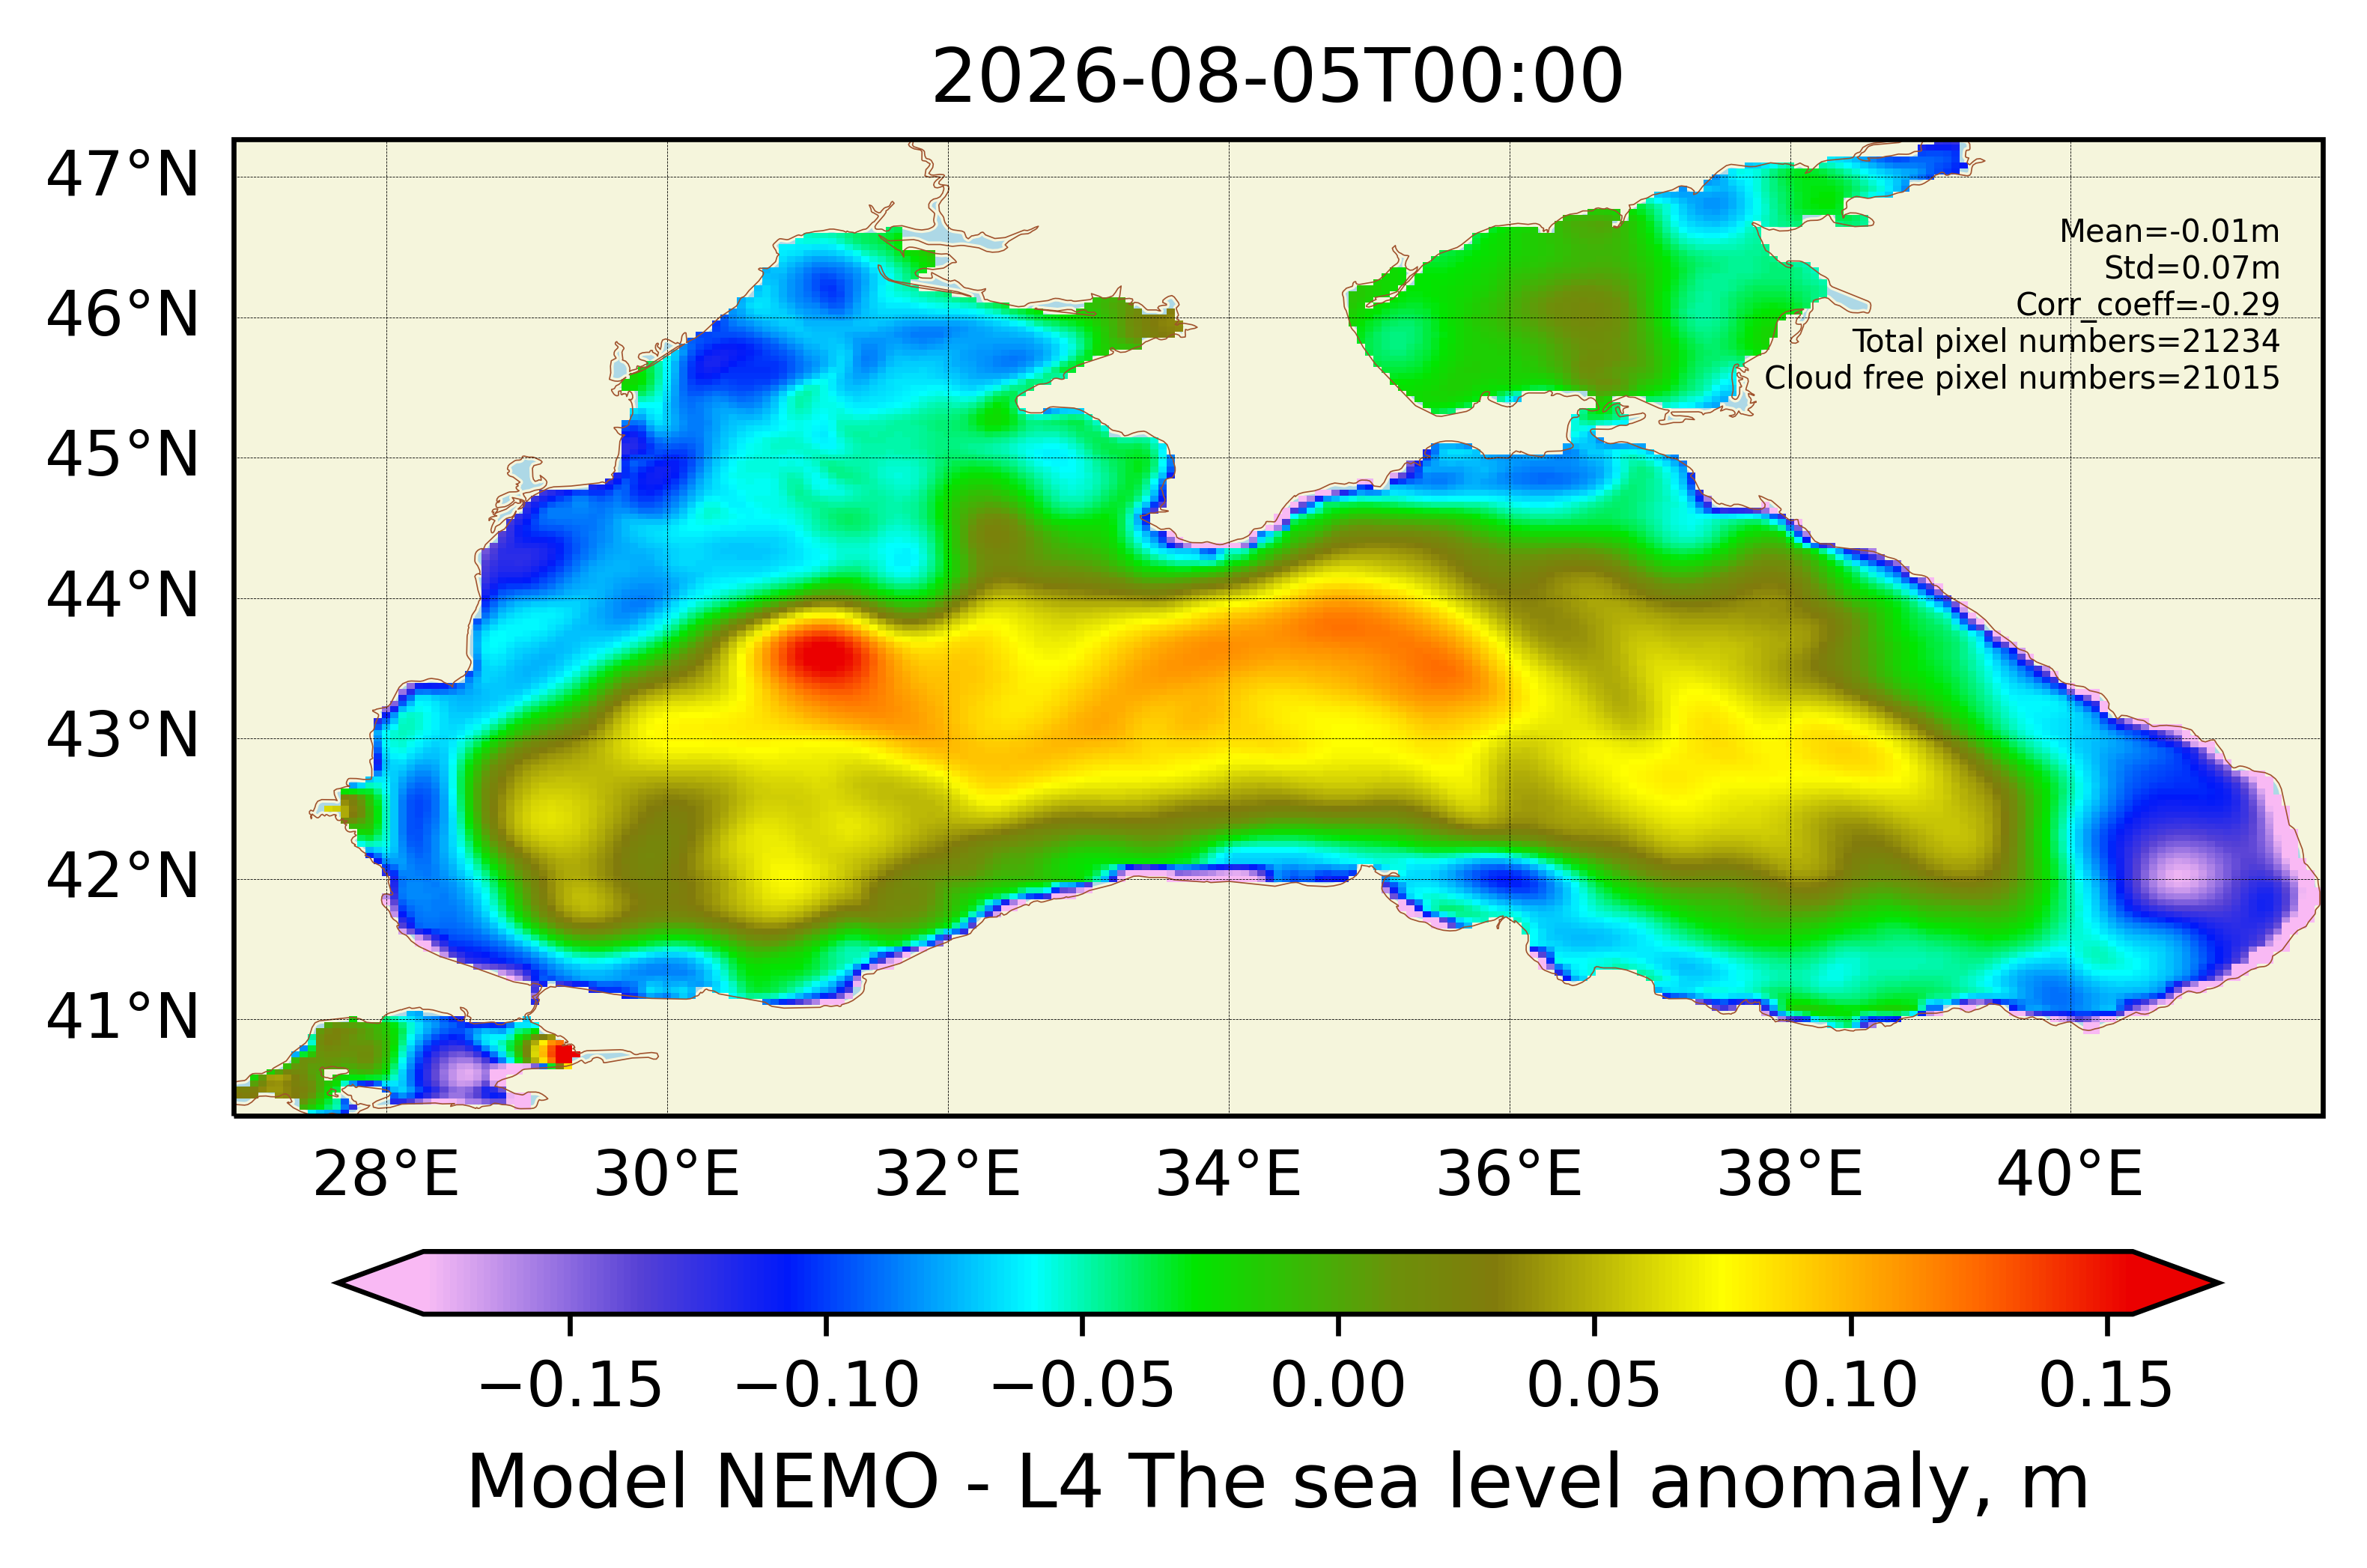 2026-08-05T00:00
47°N
46°N
45°N
44°N
43°N
42°N
41°N
Mean=-0.01m
Std=0.07m
Corr_coeff=-0.29
Total pixel numbers=21234
Cloud free pixel numbers=21015
28°E 30°E 32°E 34°E 36°E 38°E 40°E
−0.15 −0.10 −0.05 0.00 0.05 0.10 0.15
Model NEMO - L4 The sea level anomaly, m